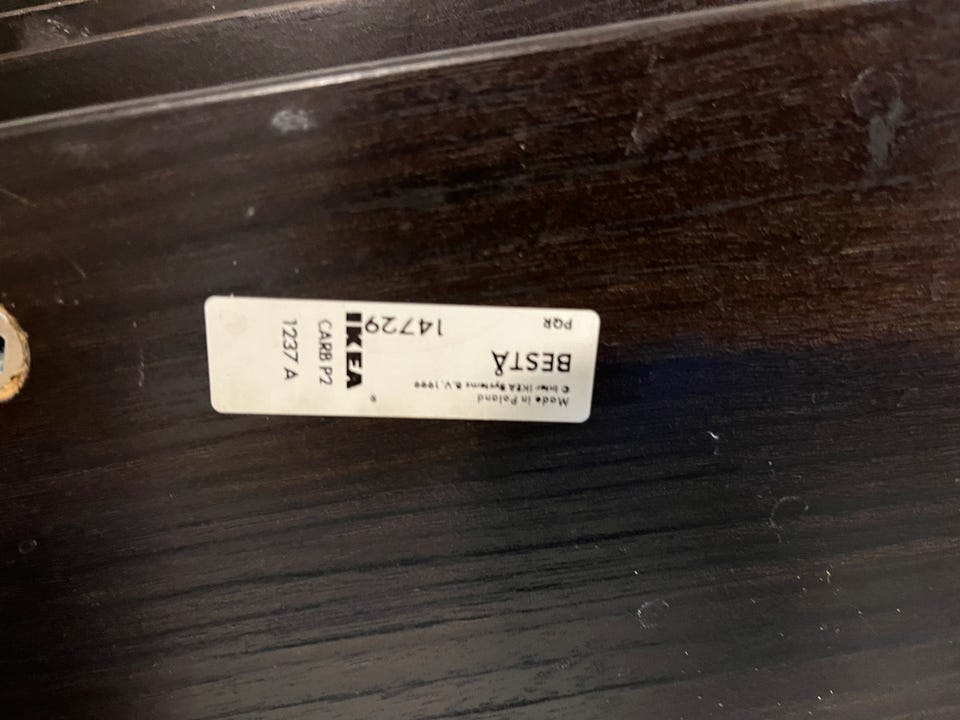 Made in Poland
© Inter IKEA Systems B.V. 1999
BESTÅ
PQR
14729
IKEA
®
CARB P2
1237 A